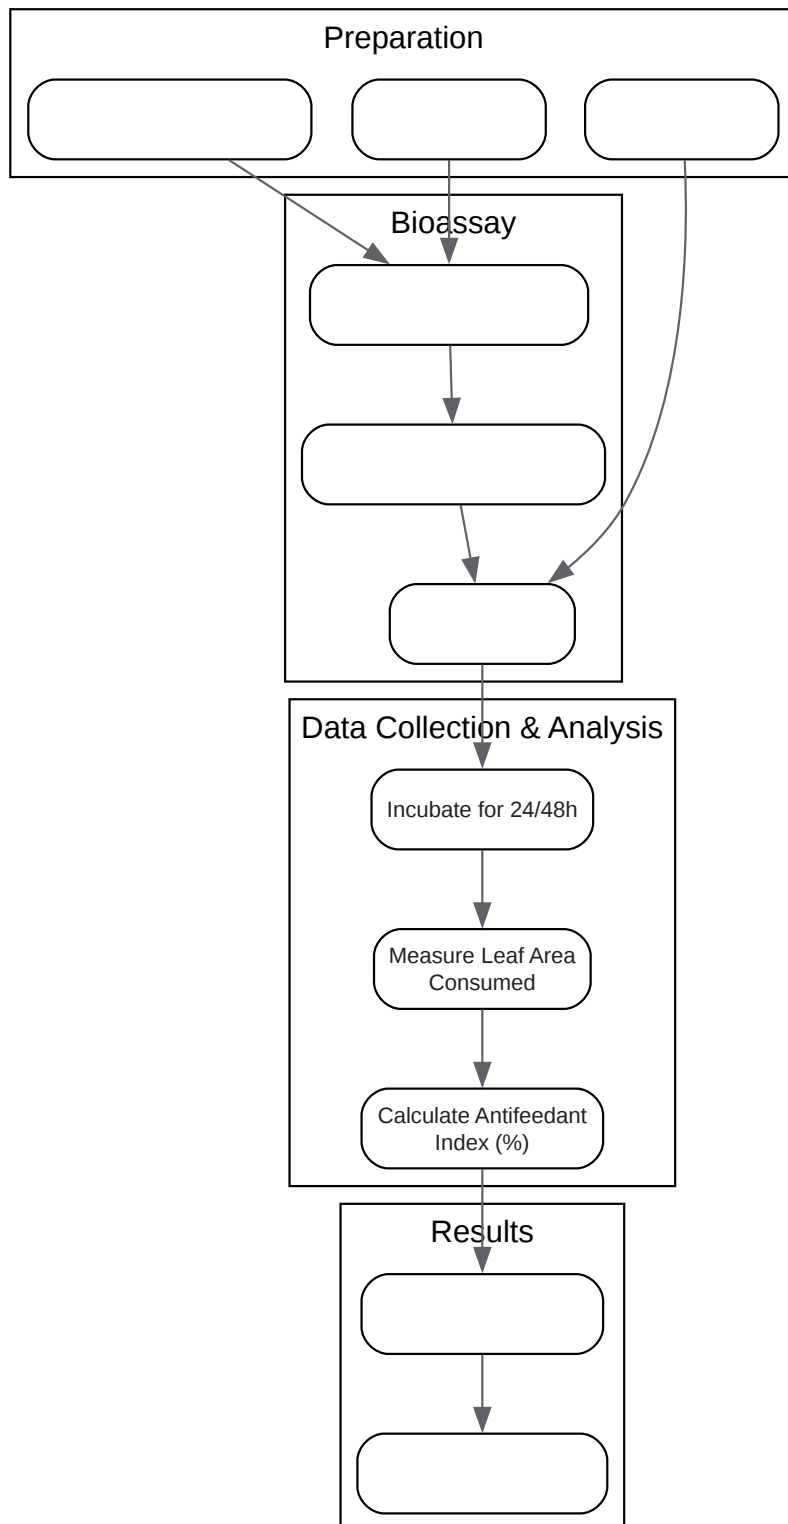 Preparation
Bioassay
Data Collection & Analysis
Incubate for 24/48h
Measure Leaf Area
Consumed
Calculate Antifeedant
Index (%)
Results